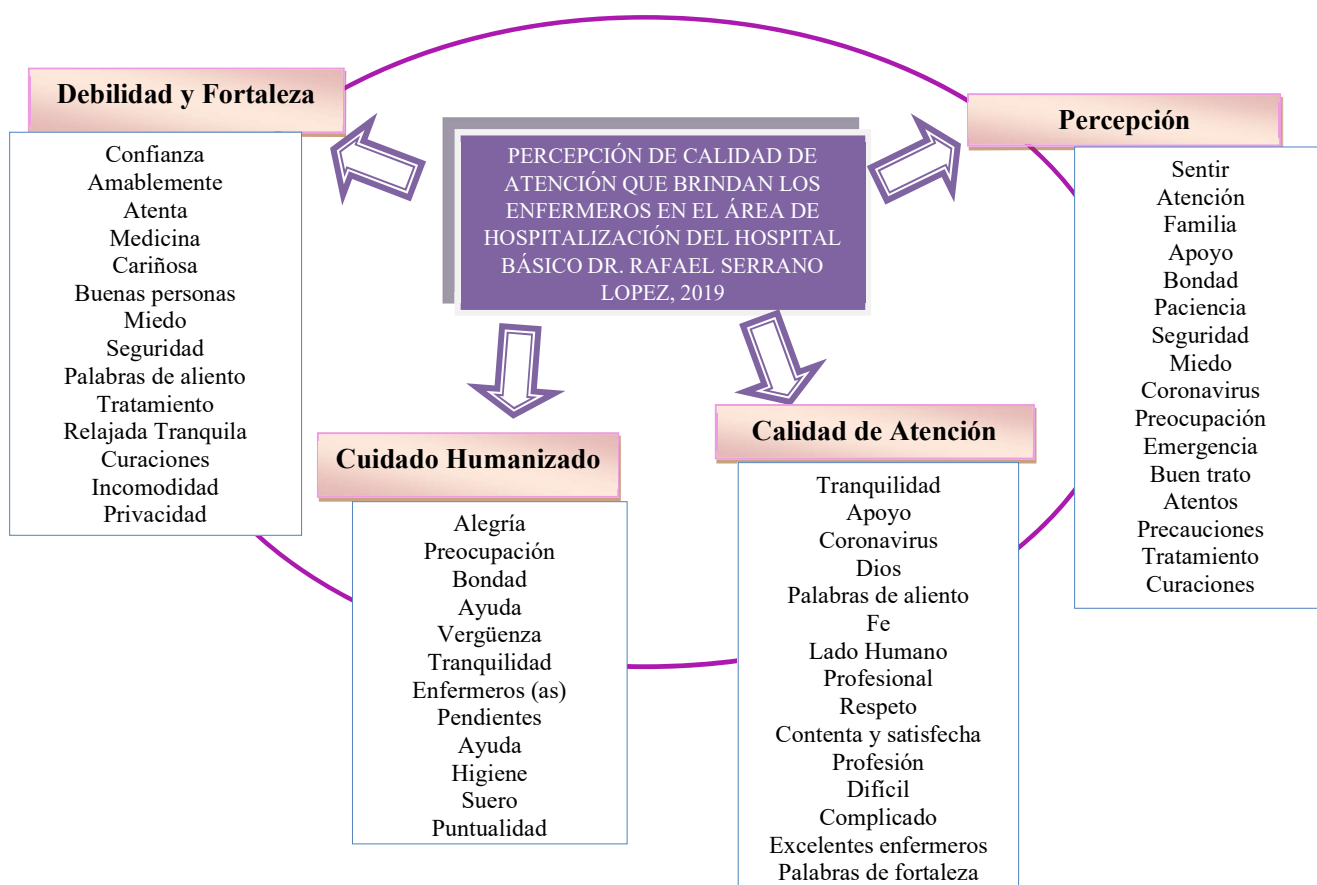 Debilidad y Fortaleza
Confianza
Amablemente
Atenta
Medicina
Cariñosa
Buenas personas
Miedo
Seguridad
Palabras de aliento
Tratamiento
Relajada Tranquila
Curaciones
Incomodidad
Privacidad
PERCEPCIÓN DE CALIDAD DE
ATENCIÓN QUE BRINDAN LOS
ENFERMEROS EN EL ÁREA DE
HOSPITALIZACIÓN DEL HOSPITAL
BÁSICO DR. RAFAEL SERRANO
LOPEZ, 2019
Percepción
Sentir
Atención
Familia
Apoyo
Bondad
Paciencia
Seguridad
Miedo
Coronavirus
Preocupación
Emergencia
Buen trato
Atentos
Precauciones
Tratamiento
Curaciones
Cuidado Humanizado
Alegría
Preocupación
Bondad
Ayuda
Vergüenza
Tranquilidad
Enfermeros (as)
Pendientes
Ayuda
Higiene
Suero
Puntualidad
Calidad de Atención
Tranquilidad
Apoyo
Coronavirus
Dios
Palabras de aliento
Fe
Lado Humano
Profesional
Respeto
Contenta y satisfecha
Profesión
Difícil
Complicado
Excelentes enfermeros
Palabras de fortaleza